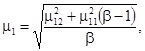 μ₁ = √((μ₁₂² + μ₁₁²(β−1))/β),